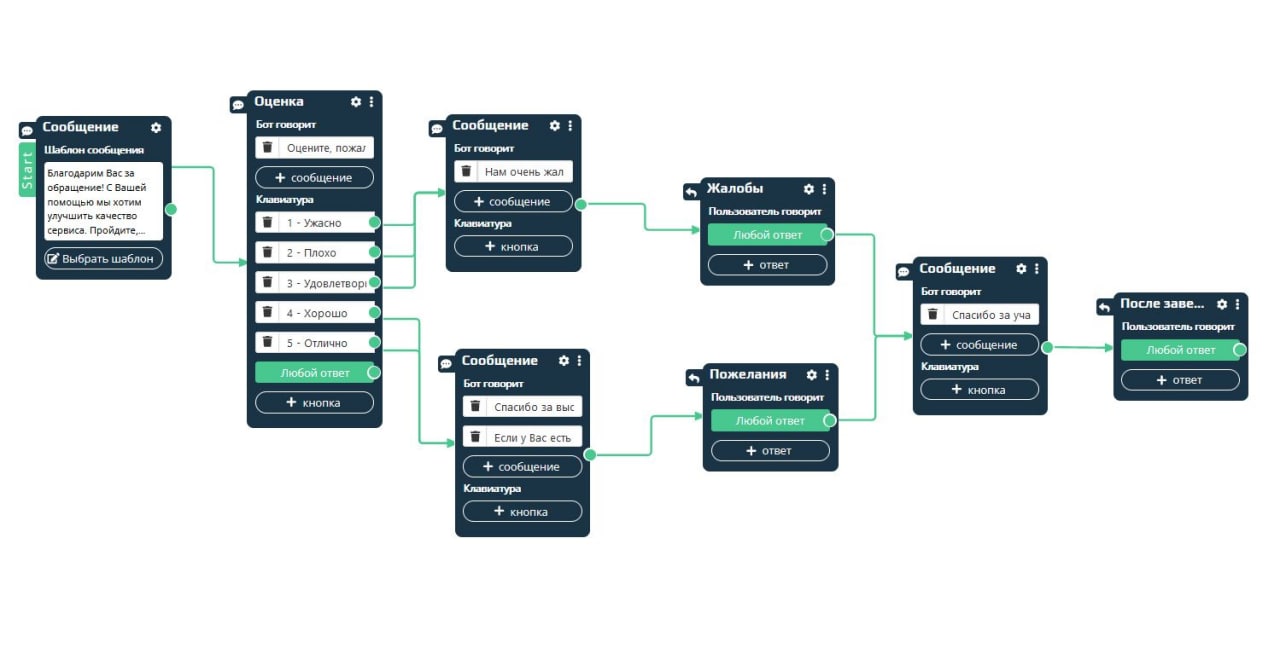 Сообщение
Start
Шаблон сообщения
Благодарим Вас за
обращение! С Вашей
помощью мы хотим
улучшить качество
сервиса. Пройдите,...
Выбрать шаблон
Оценка
Бот говорит
Оцените, пожал
+ сообщение
Клавиатура
1 - Ужасно
2 - Плохо
3 - Удовлетвори
4 - Хорошо
5 - Отлично
Любой ответ
+ кнопка
Сообщение
Бот говорит
Нам очень жал
+ сообщение
Клавиатура
+ кнопка
Сообщение
Бот говорит
Спасибо за выс
Если у Вас есть
+ сообщение
Клавиатура
+ кнопка
Жалобы
Пользователь говорит
Любой ответ
+ ответ
Пожелания
Пользователь говорит
Любой ответ
+ ответ
Сообщение
Бот говорит
Спасибо за уча
+ сообщение
Клавиатура
+ кнопка
После заве...
Пользователь говорит
Любой ответ
+ ответ